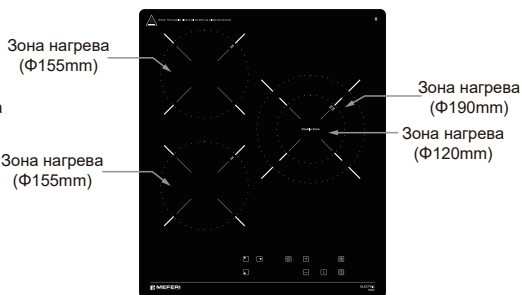 Зона нагрева
(Φ155mm)
а
Зона нагрева
(Φ190mm)
Зона нагрева
(Φ120mm)
Зона нагрева
(Φ155mm)
MEFERI